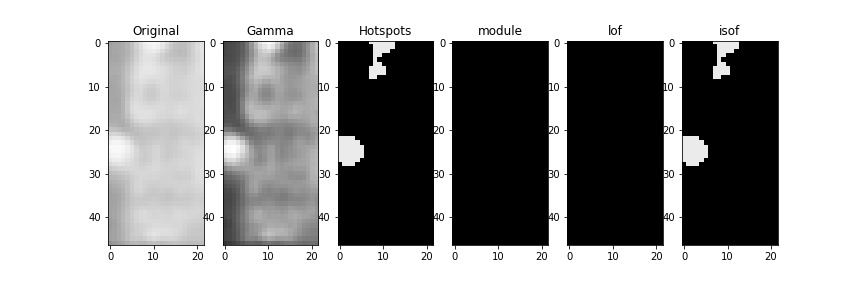 Original Gamma Hotspots module lof isof
0 0 0 0 0 0
10 10 10 10 10 10
20 20 20 20 20 20
30 30 30 30 30 30
40 40 40 40 40 40
0 10 20 0 10 20 0 10 20 0 10 20 0 10 20 0 10 20